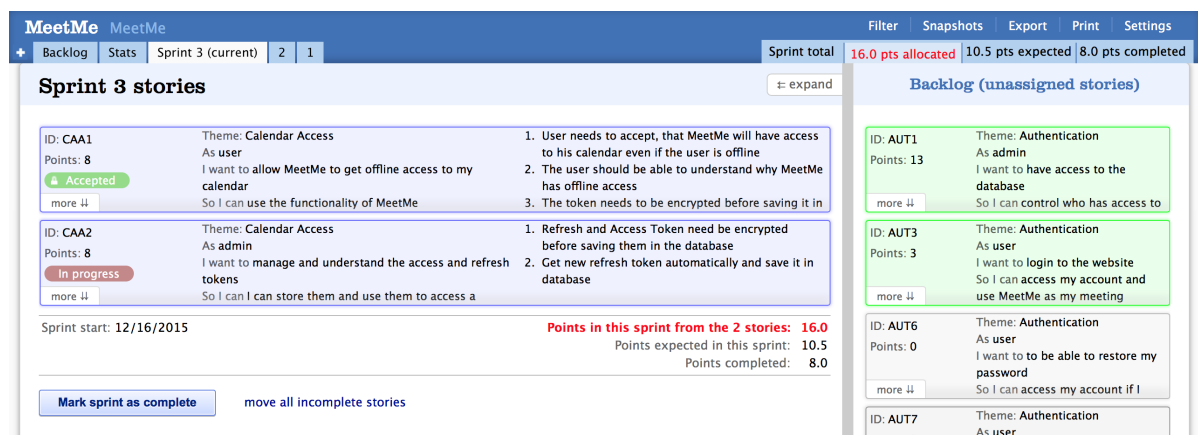 MeetMe MeetMe
Filter Snapshots Export Print Settings
+ Backlog Stats Sprint 3 (current) 2 1
Sprint total 16.0 pts allocated 10.5 pts expected 8.0 pts completed
Sprint 3 stories
⇇ expand
ID: CAA1
Points: 8
Accepted
more ⇊
Theme: Calendar Access
As user
I want to allow MeetMe to get offline access to my
calendar
So I can use the functionality of MeetMe
1. User needs to accept, that MeetMe will have access
to his calendar even if the user is offline
2. The user should be able to understand why MeetMe
has offline access
3. The token needs to be encrypted before saving it in
ID: CAA2
Points: 8
In progress
more ⇊
Theme: Calendar Access
As admin
I want to manage and understand the access and refresh
tokens
So I can I can store them and use them to access a
1. Refresh and Access Token need be encrypted
before saving them in the database
2. Get new refresh token automatically and save it in
database
Sprint start: 12/16/2015
Points in this sprint from the 2 stories: 16.0
Points expected in this sprint: 10.5
Points completed: 8.0
Mark sprint as complete
move all incomplete stories
Backlog (unassigned stories)
ID: AUT1
Points: 13
more ⇊
Theme: Authentication
As admin
I want to have access to the
database
So I can control who has access to
ID: AUT3
Points: 3
more ⇊
Theme: Authentication
As user
I want to login to the website
So I can access my account and
use MeetMe as my meeting
ID: AUT6
Points: 0
more ⇊
Theme: Authentication
As user
I want to to be able to restore my
password
So I can access my account if I
ID: AUT7
Theme: Authentication
As user